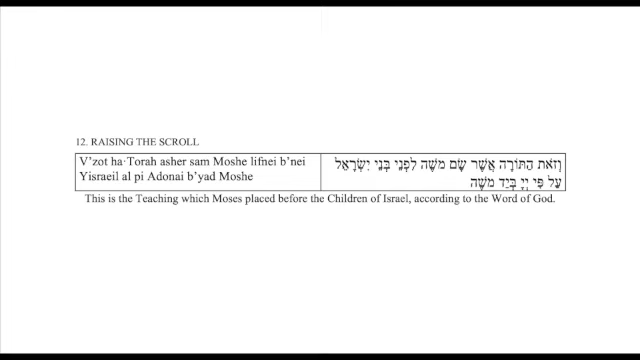 12. RAISING THE SCROLL
V’zot ha·Torah asher sam Moshe lifnei b’nei
Yisraeil al pi Adonai b’yad Moshe
וְזֹאת הַתּוֹרָה אֲשֶׁר שָׂם מֹשֶׁה לִפְנֵי בְּנֵי יִשְׂרָאֵל
עַל פִּי יְיָ בְּיַד מֹשֶׁה
This is the Teaching which Moses placed before the Children of Israel, according to the Word of God.